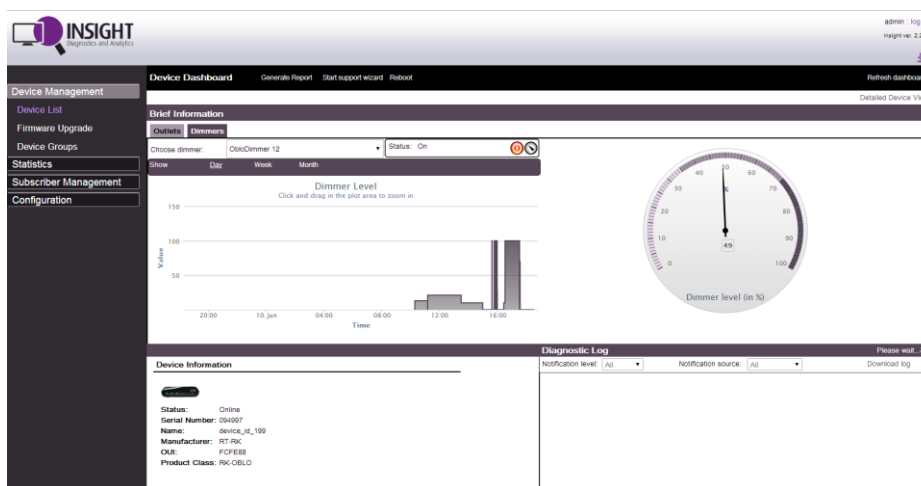 INSIGHT
Diagnostics and Analytics
admin : log
Insight ver. 2.2
Device Dashboard Generate Report Start support wizard Reboot Refresh dashboar
Detailed Device Vi
Device Management
Device List
Firmware Upgrade
Device Groups
Statistics
Subscriber Management
Configuration
Brief Information
Outlets Dimmers
Choose dimmer: ObloDimmer 12 Status: On
Show Day Week Month
Dimmer Level
Click and drag in the plot area to zoom in
150
100
50
Value
20:00 10. Jun 04:00 08:00 12:00 16:00
Time
0 10 20 30 40 50 60 70 80 90 100
%
49
Dimmer level (in %)
Device Information
Status: Online
Serial Number: 094997
Name: device_id_199
Manufacturer: RT-RK
OUI: FCFE88
Product Class: RK-OBLO
Diagnostic Log Please wait...
Notification level: All Notification source: All Download log